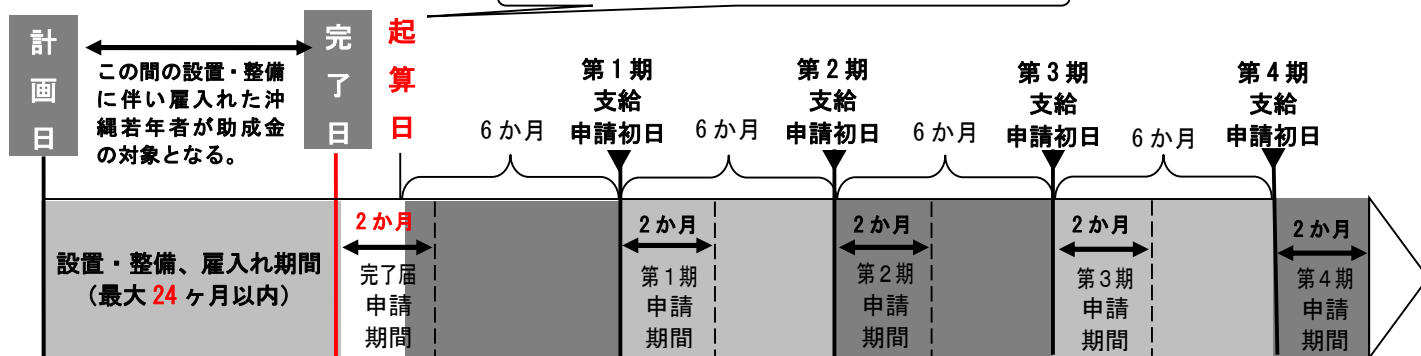 計画日
この間の設置・整備
に伴い雇入れた沖
縄若年者が助成金
の対象となる。
完了日
起算日
6か月
第1期
支給
申請初日
6か月
第2期
支給
申請初日
6か月
第3期
支給
申請初日
6か月
第4期
支給
申請初日
設置・整備、雇入れ期間
(最大 24 ヶ月以内)
2か月
完了届
申請
期間
2か月
第1期
申請
期間
2か月
第2期
申請
期間
2か月
第3期
申請
期間
2か月
第4期
申請
期間